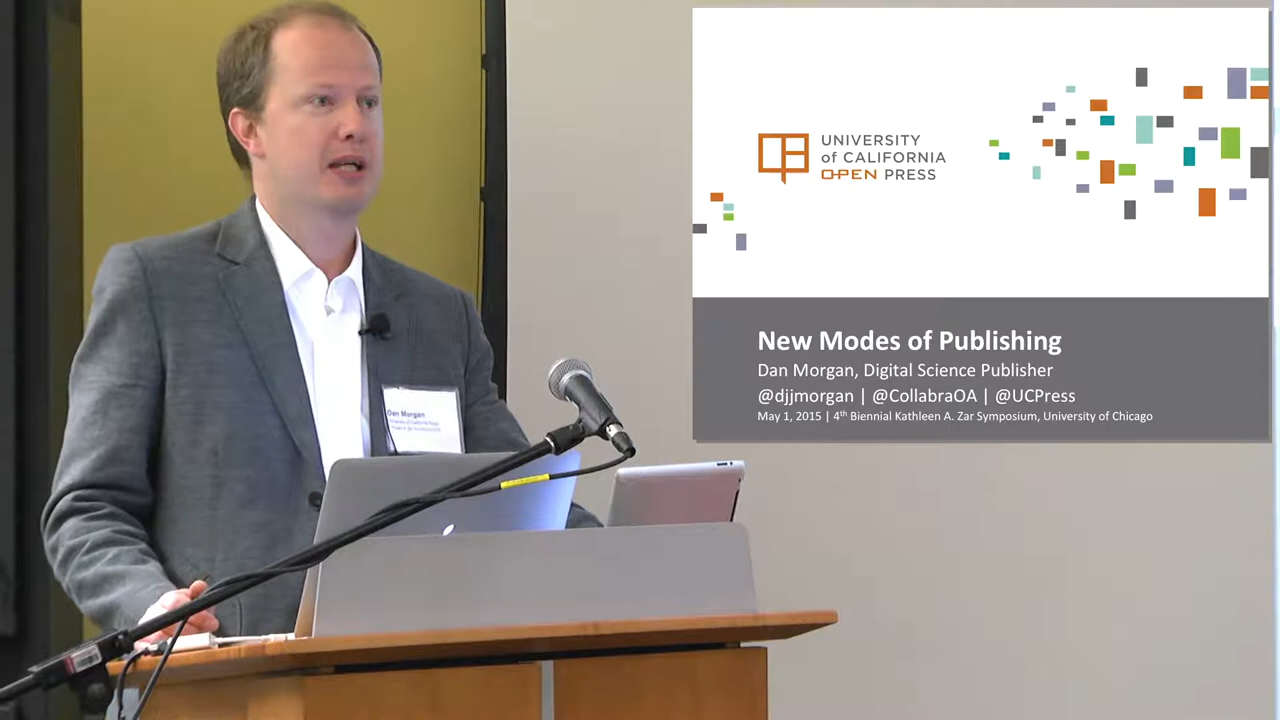 UNIVERSITY
of CALIFORNIA
OPEN PRESS
New Modes of Publishing
Dan Morgan, Digital Science Publisher
@djjmorgan | @CollabraOA | @UCPress
May 1, 2015 | 4th Biennial Kathleen A. Zar Symposium, University of Chicago
Dan Morgan